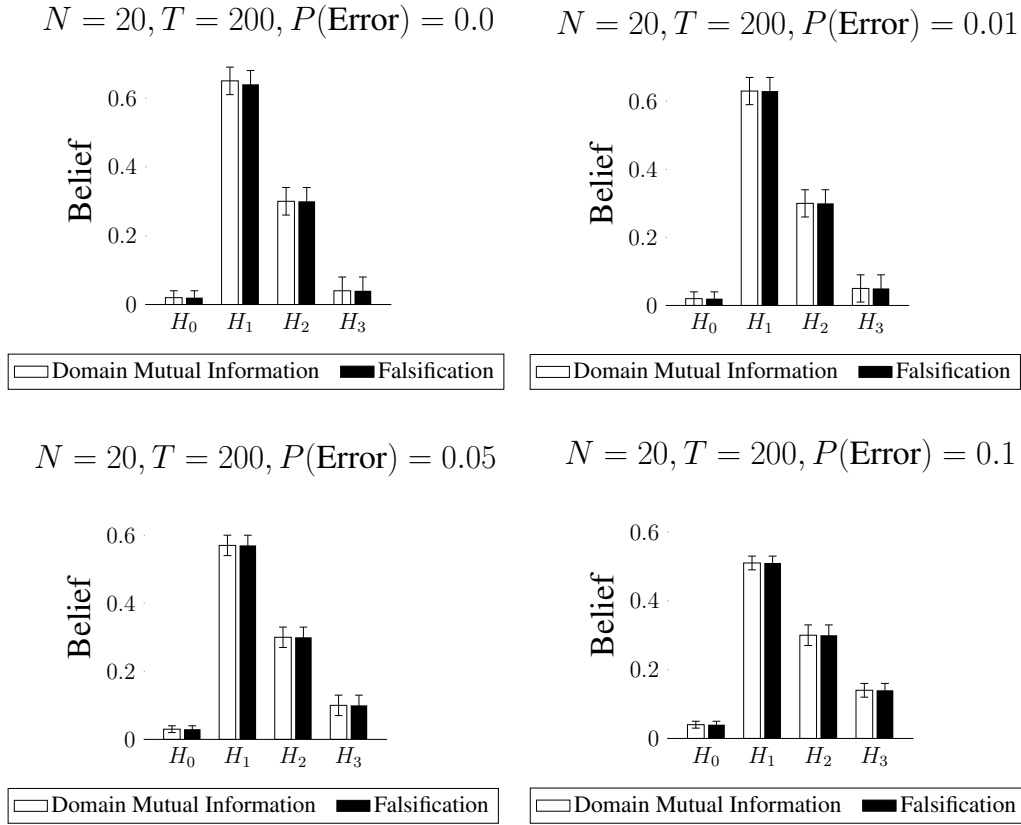 N = 20, T = 200, P(Error) = 0.0
0.6
0.4
0.2
0
Belief
H₀ H₁ H₂ H₃
Domain Mutual Information Falsification
N = 20, T = 200, P(Error) = 0.01
0.6
0.4
0.2
0
Belief
H₀ H₁ H₂ H₃
Domain Mutual Information Falsification
N = 20, T = 200, P(Error) = 0.05
0.6
0.4
0.2
0
Belief
H₀ H₁ H₂ H₃
Domain Mutual Information Falsification
N = 20, T = 200, P(Error) = 0.1
0.6
0.4
0.2
0
Belief
H₀ H₁ H₂ H₃
Domain Mutual Information Falsification